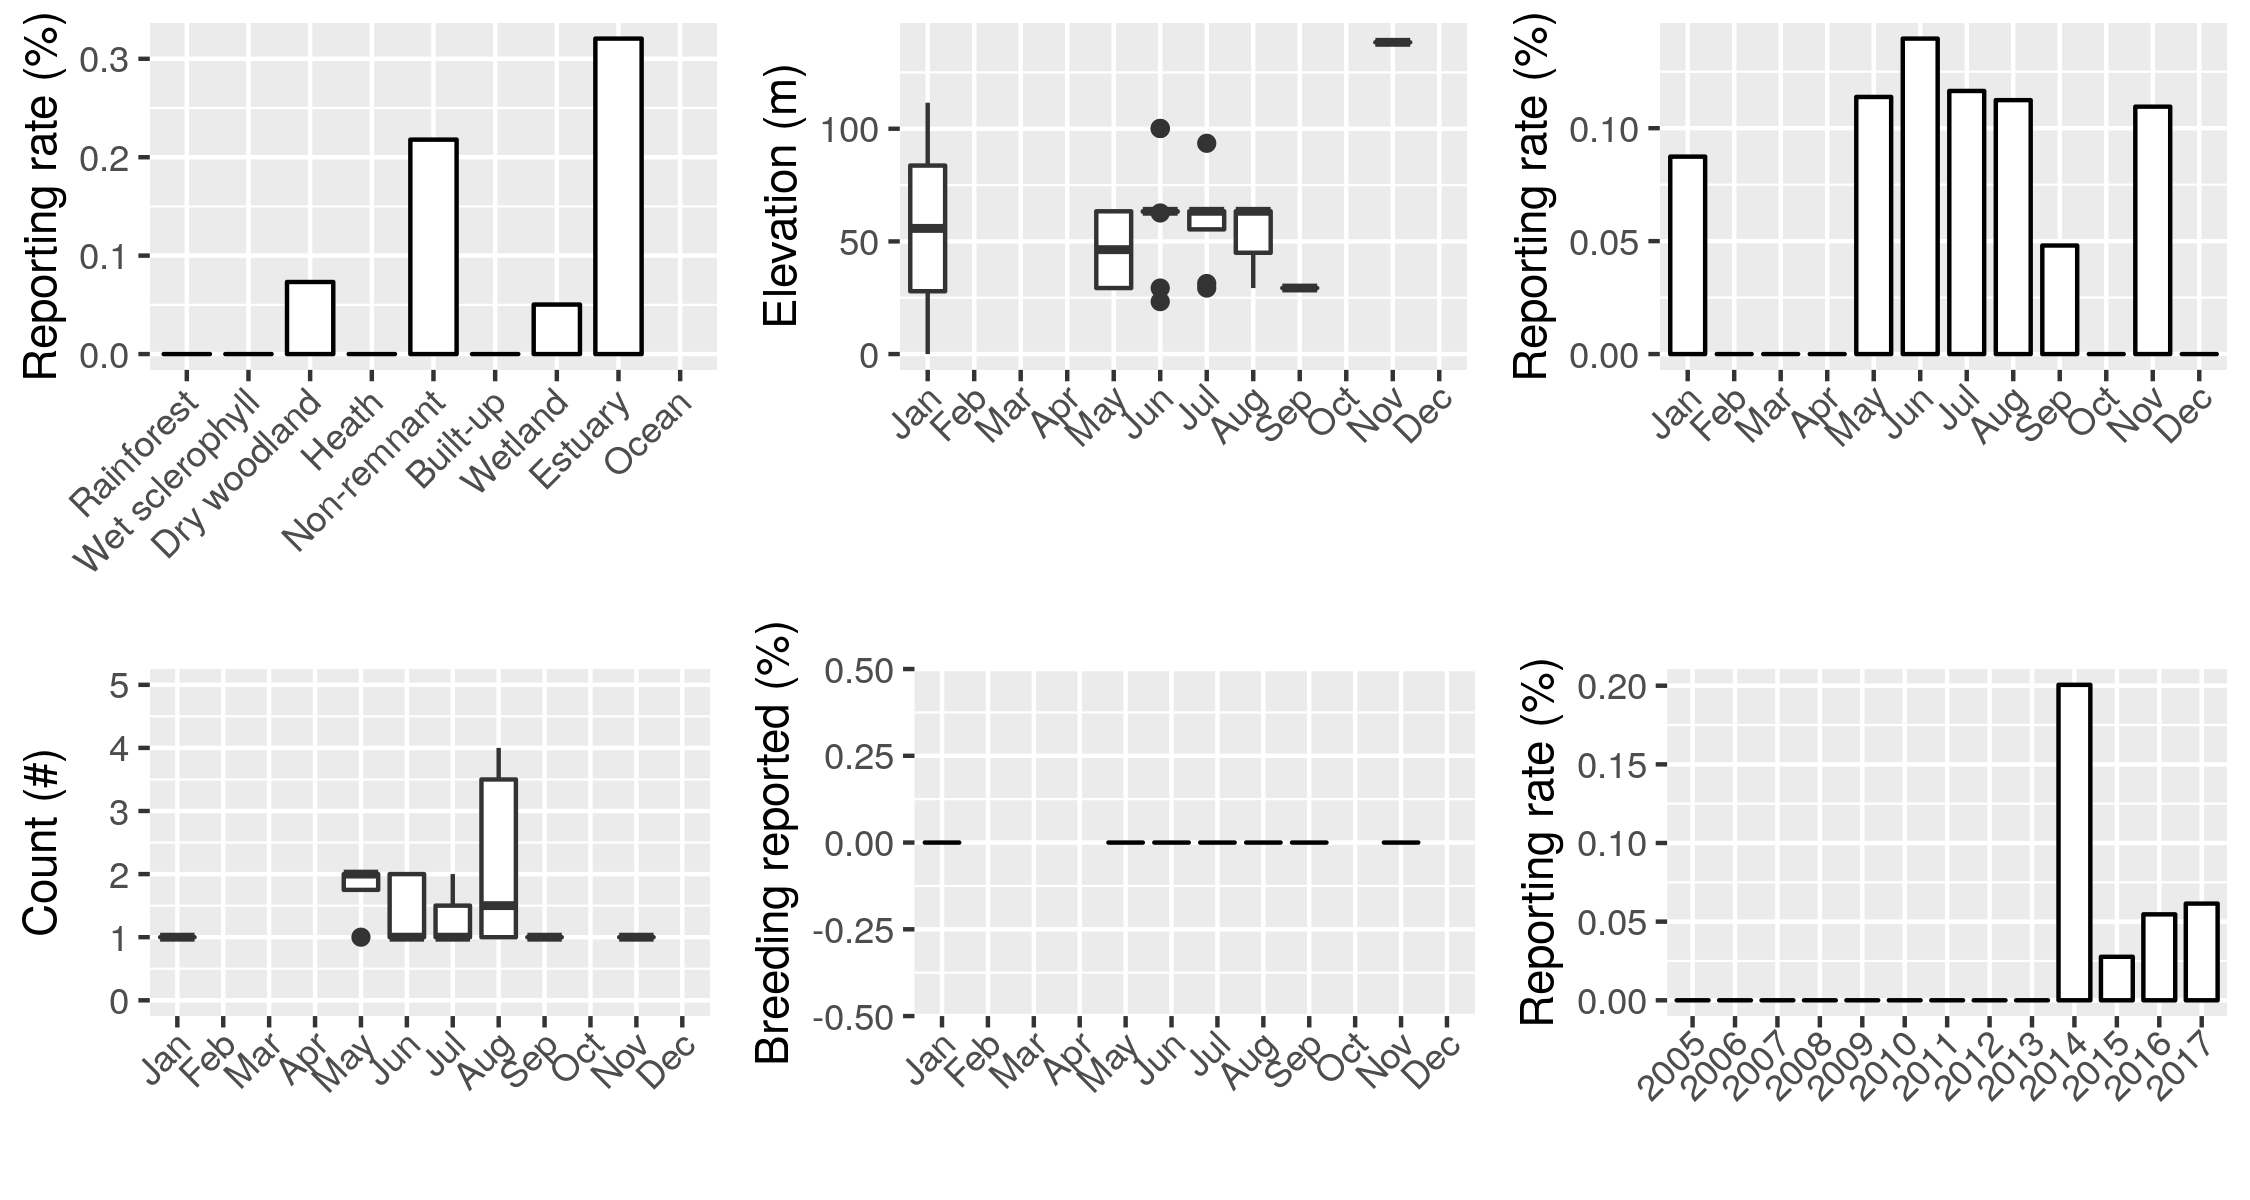 Reporting rate (%)
0.3
0.2
0.1
0.0
Rainforest
Wet sclerophyll
Dry woodland
Heath
Non-remnant
Built-up
Wetland
Estuary
Ocean
Elevation (m)
100
50
0
Jan
Feb
Mar
Apr
May
Jun
Jul
Aug
Sep
Oct
Nov
Dec
Reporting rate (%)
0.10
0.05
0.00
Jan
Feb
Mar
Apr
May
Jun
Jul
Aug
Sep
Oct
Nov
Dec
Count (#)
5
4
3
2
1
0
Jan
Feb
Mar
Apr
May
Jun
Jul
Aug
Sep
Oct
Nov
Dec
Breeding reported (%)
0.50
0.25
0.00
-0.25
-0.50
Jan
Feb
Mar
Apr
May
Jun
Jul
Aug
Sep
Oct
Nov
Dec
Reporting rate (%)
0.20
0.15
0.10
0.05
0.00
2005
2006
2007
2008
2009
2010
2011
2012
2013
2014
2015
2016
2017